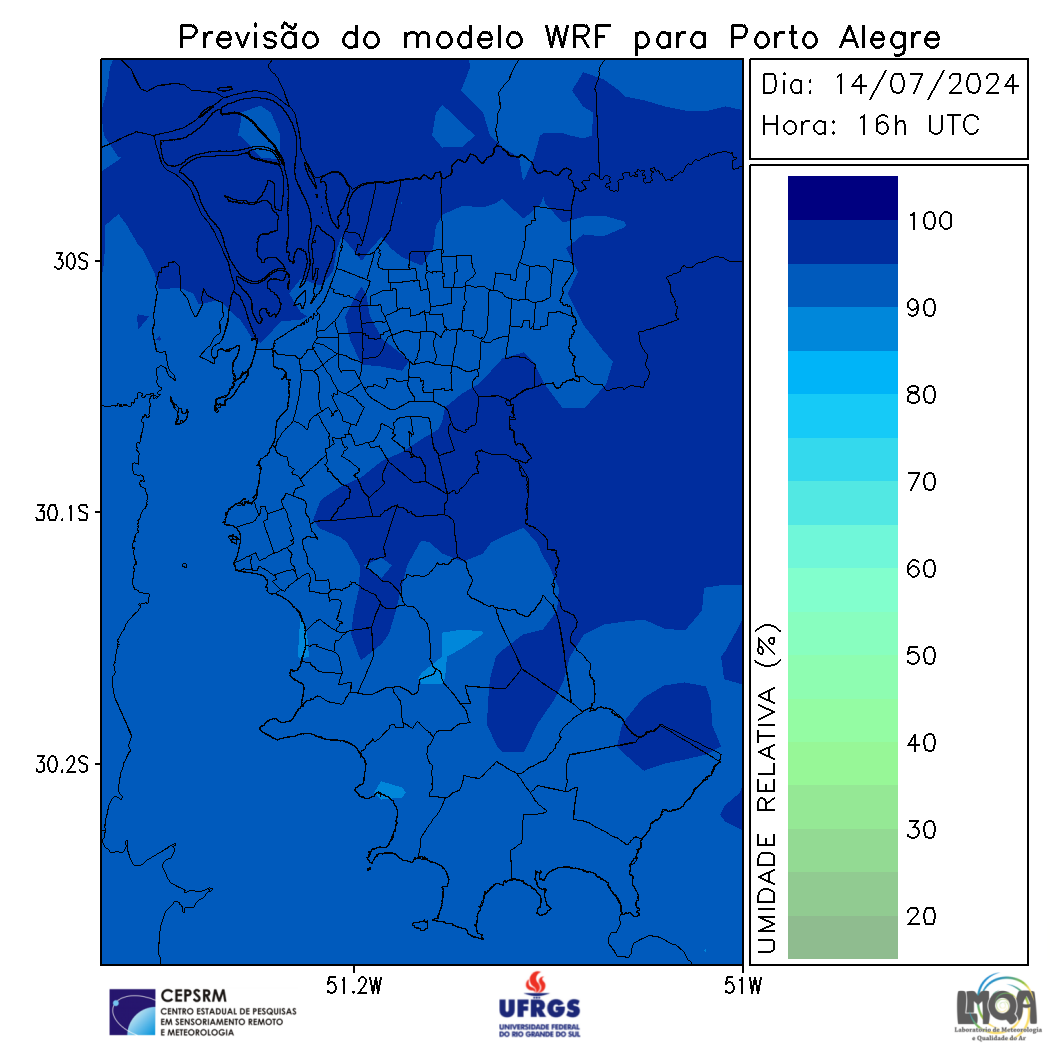 Previsão do modelo WRF para Porto Alegre
Dia: 14/07/2024
Hora: 16h UTC
100
90
80
70
60
50
40
30
20
UMIDADE RELATIVA (%)
30S
30.1S
30.2S
51.2W
51W
CEPSRM
CENTRO ESTADUAL DE PESQUISAS
EM SENSORIAMENTO REMOTO
E METEOROLOGIA
UFRGS
UNIVERSIDADE FEDERAL
DO RIO GRANDE DO SUL
LMQA
Laboratório de Meteorologia
e Qualidade do Ar